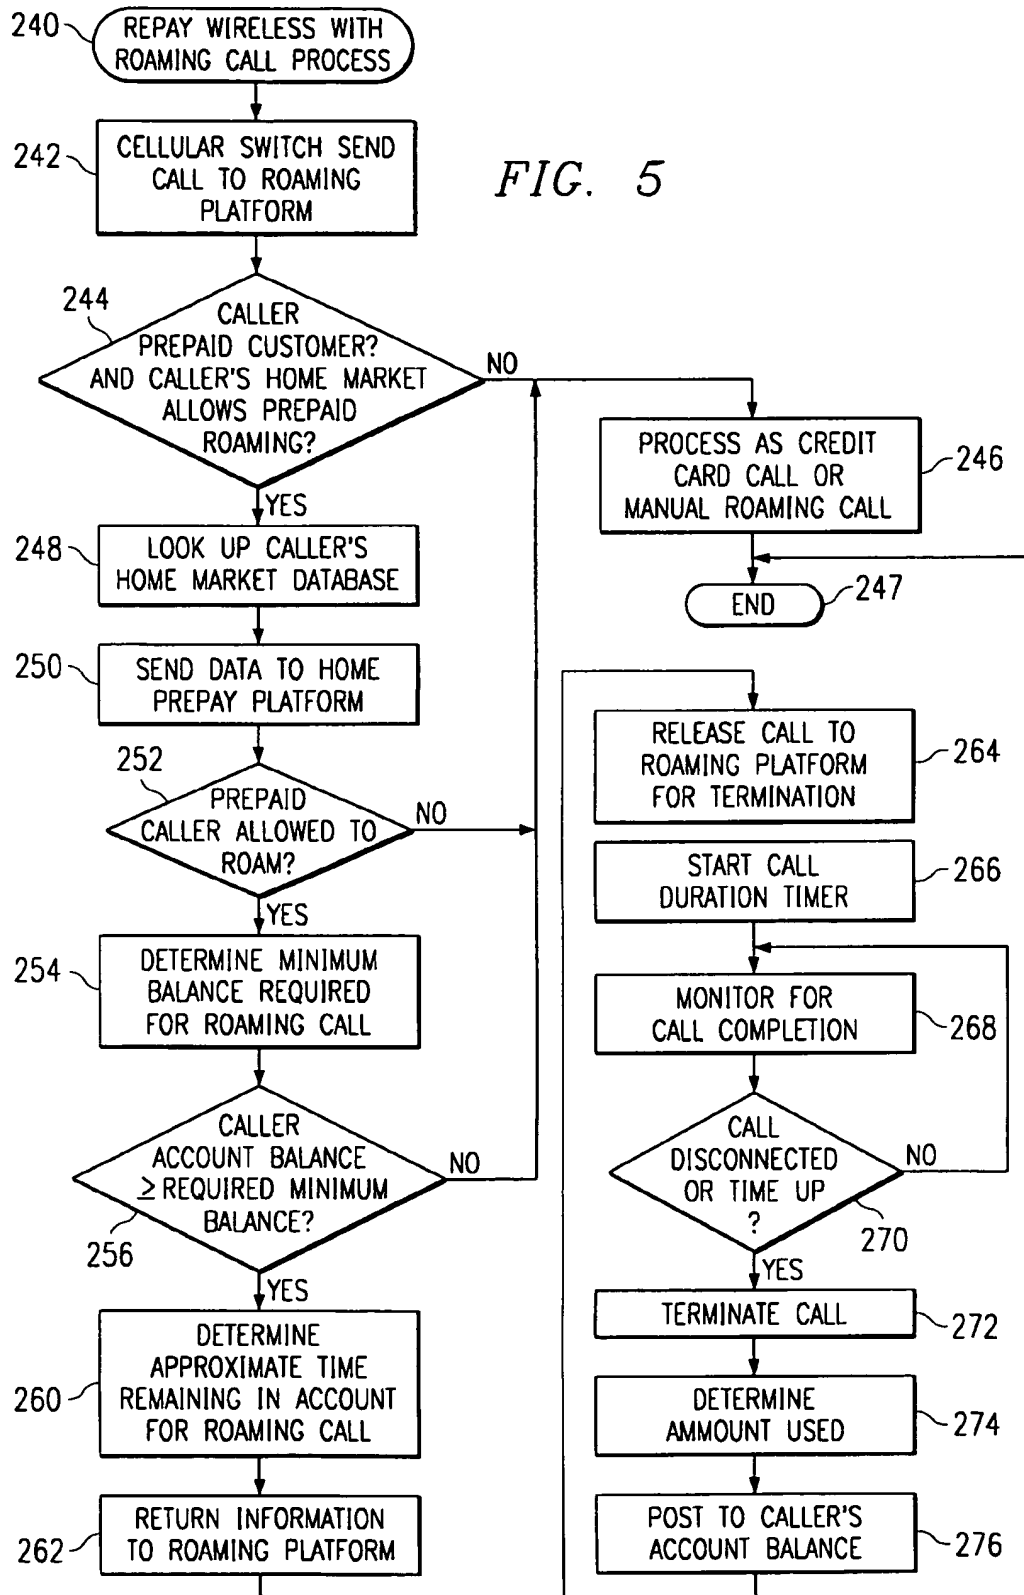 240
REPAY WIRELESS WITH
ROAMING CALL PROCESS
242
CELLULAR SWITCH SEND
CALL TO ROAMING
PLATFORM
FIG. 5
244
CALLER
PREPAID CUSTOMER?
AND CALLER'S HOME MARKET
ALLOWS PREPAID
ROAMING?
NO
YES
PROCESS AS CREDIT
CARD CALL OR
MANUAL ROAMING CALL
246
248
LOOK UP CALLER'S
HOME MARKET DATABASE
END
247
250
SEND DATA TO HOME
PREPAY PLATFORM
252
PREPAID
CALLER ALLOWED TO
ROAM?
NO
YES
254
DETERMINE MINIMUM
BALANCE REQUIRED
FOR ROAMING CALL
CALLER
ACCOUNT BALANCE
≥ REQUIRED MINIMUM
BALANCE?
256
NO
YES
260
DETERMINE
APPROXIMATE TIME
REMAINING IN ACCOUNT
FOR ROAMING CALL
262
RETURN INFORMATION
TO ROAMING PLATFORM
RELEASE CALL TO
ROAMING PLATFORM
FOR TERMINATION
264
START CALL
DURATION TIMER
266
MONITOR FOR
CALL COMPLETION
268
CALL
DISCONNECTED
OR TIME UP
?
NO
270
YES
TERMINATE CALL
272
DETERMINE
AMMOUNT USED
274
POST TO CALLER'S
ACCOUNT BALANCE
276